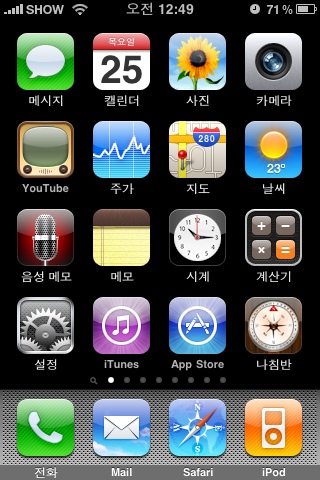 SHOW 오전 12:49 71%
목요일
25
메시지 캘린더 사진 카메라
280
23°
YouTube 주가 지도 날씨
음성 메모 메모 시계 계산기
설정 iTunes App Store 나침반
전화 Mail Safari iPod